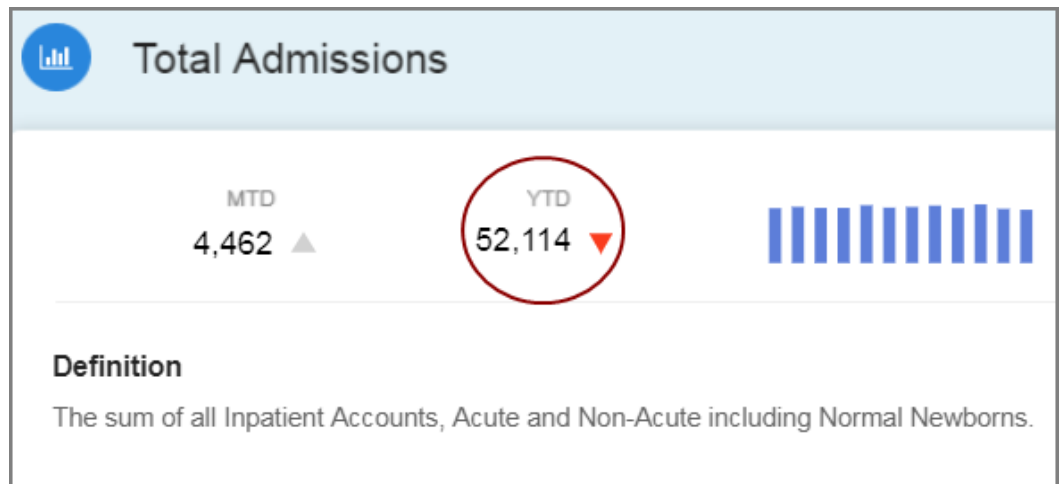 Total Admissions
MTD
4,462
YTD
52,114
Definition
The sum of all Inpatient Accounts, Acute and Non-Acute including Normal Newborns.